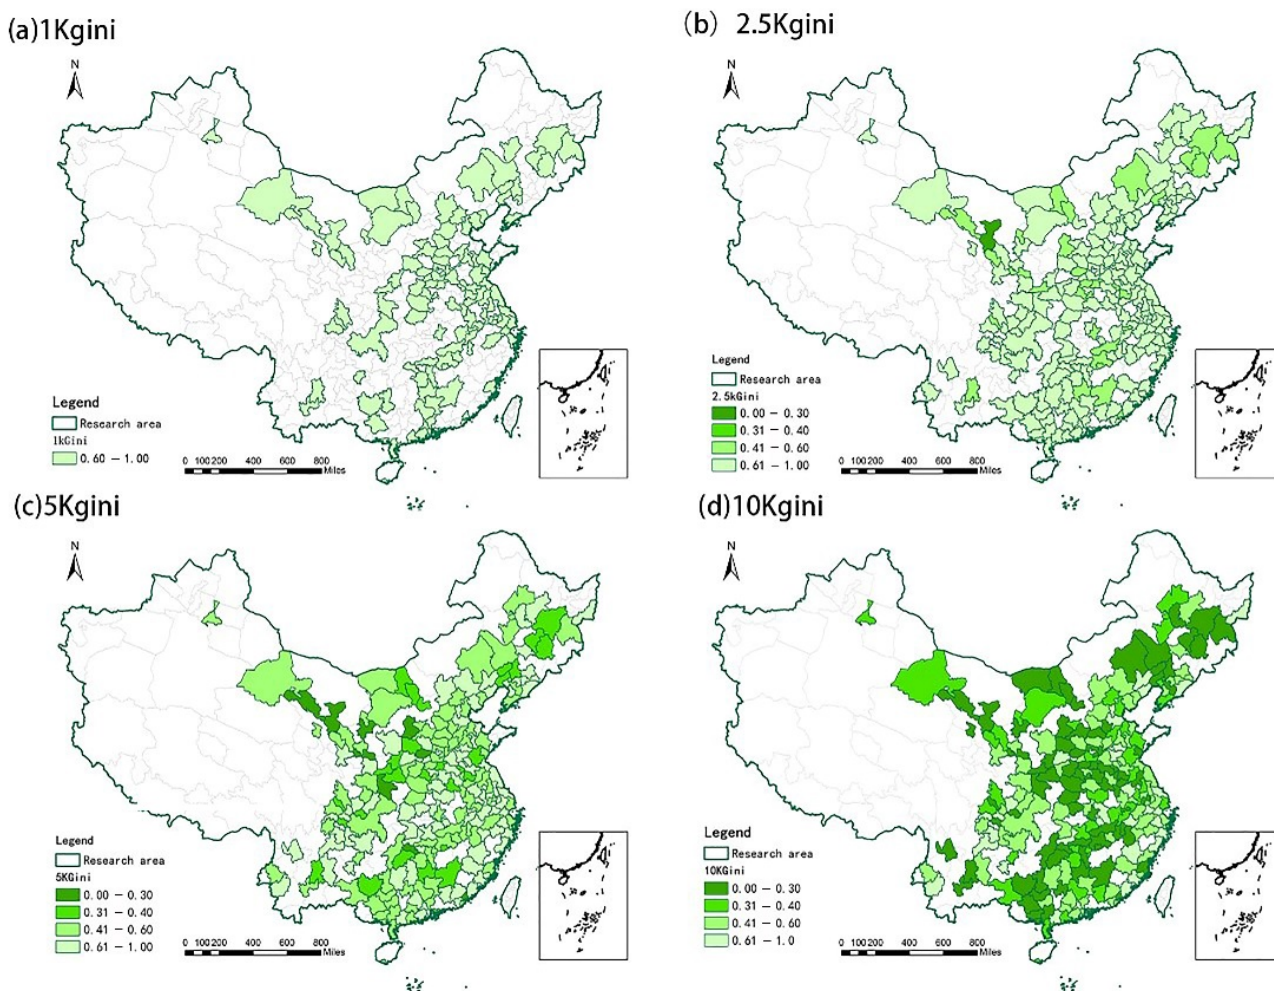 (a)1Kgini
N
Legend
Research area
1kGini
0.60 — 1.00
0 100 200 400 600 800
Miles
(b) 2.5Kgini
N
Legend
Research area
2.5kGini
0.00 — 0.30
0.31 — 0.40
0.41 — 0.60
0.61 — 1.00
0 100 200 400 600 800
Miles
(c)5Kgini
N
Legend
Research area
5KGini
0.00 — 0.30
0.31 — 0.40
0.41 — 0.60
0.61 — 1.00
0 100 200 400 600 800
Miles
(d)10Kgini
N
Legend
Research area
10KGini
0.00 — 0.30
0.31 — 0.40
0.41 — 0.60
0.61 — 1.0
0 100 200 400 600 800
Miles